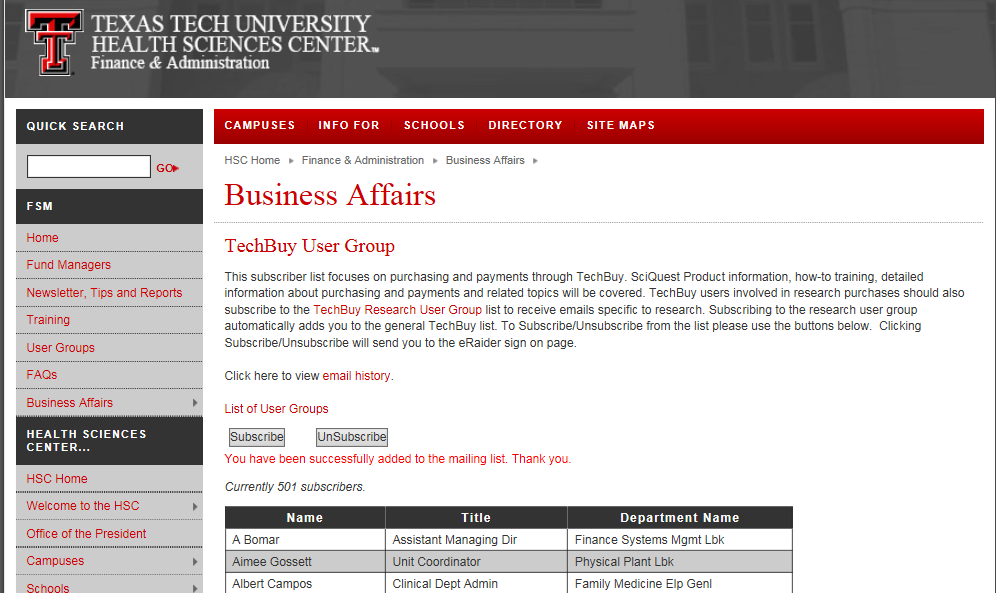 TEXAS TECH UNIVERSITY
HEALTH SCIENCES CENTER™
Finance & Administration
QUICK SEARCH
GO
FSM
Home
Fund Managers
Newsletter, Tips and Reports
Training
User Groups
FAQs
Business Affairs
HEALTH SCIENCES
CENTER...
HSC Home
Welcome to the HSC
Office of the President
Campuses
Schools
CAMPUSES INFO FOR SCHOOLS DIRECTORY SITE MAPS
HSC Home Finance & Administration Business Affairs
Business Affairs
TechBuy User Group
This subscriber list focuses on purchasing and payments through TechBuy. SciQuest Product information, how-to training, detailed
information about purchasing and payments and related topics will be covered. TechBuy users involved in research purchases should also
subscribe to the TechBuy Research User Group list to receive emails specific to research. Subscribing to the research user group
automatically adds you to the general TechBuy list. To Subscribe/Unsubscribe from the list please use the buttons below. Clicking
Subscribe/Unsubscribe will send you to the eRaider sign on page.
Click here to view email history.
List of User Groups
Subscribe UnSubscribe
You have been successfully added to the mailing list. Thank you.
Currently 501 subscribers.
Name Title Department Name
A Bomar Assistant Managing Dir Finance Systems Mgmt Lbk
Aimee Gossett Unit Coordinator Physical Plant Lbk
Albert Campos Clinical Dept Admin Family Medicine Elp Genl